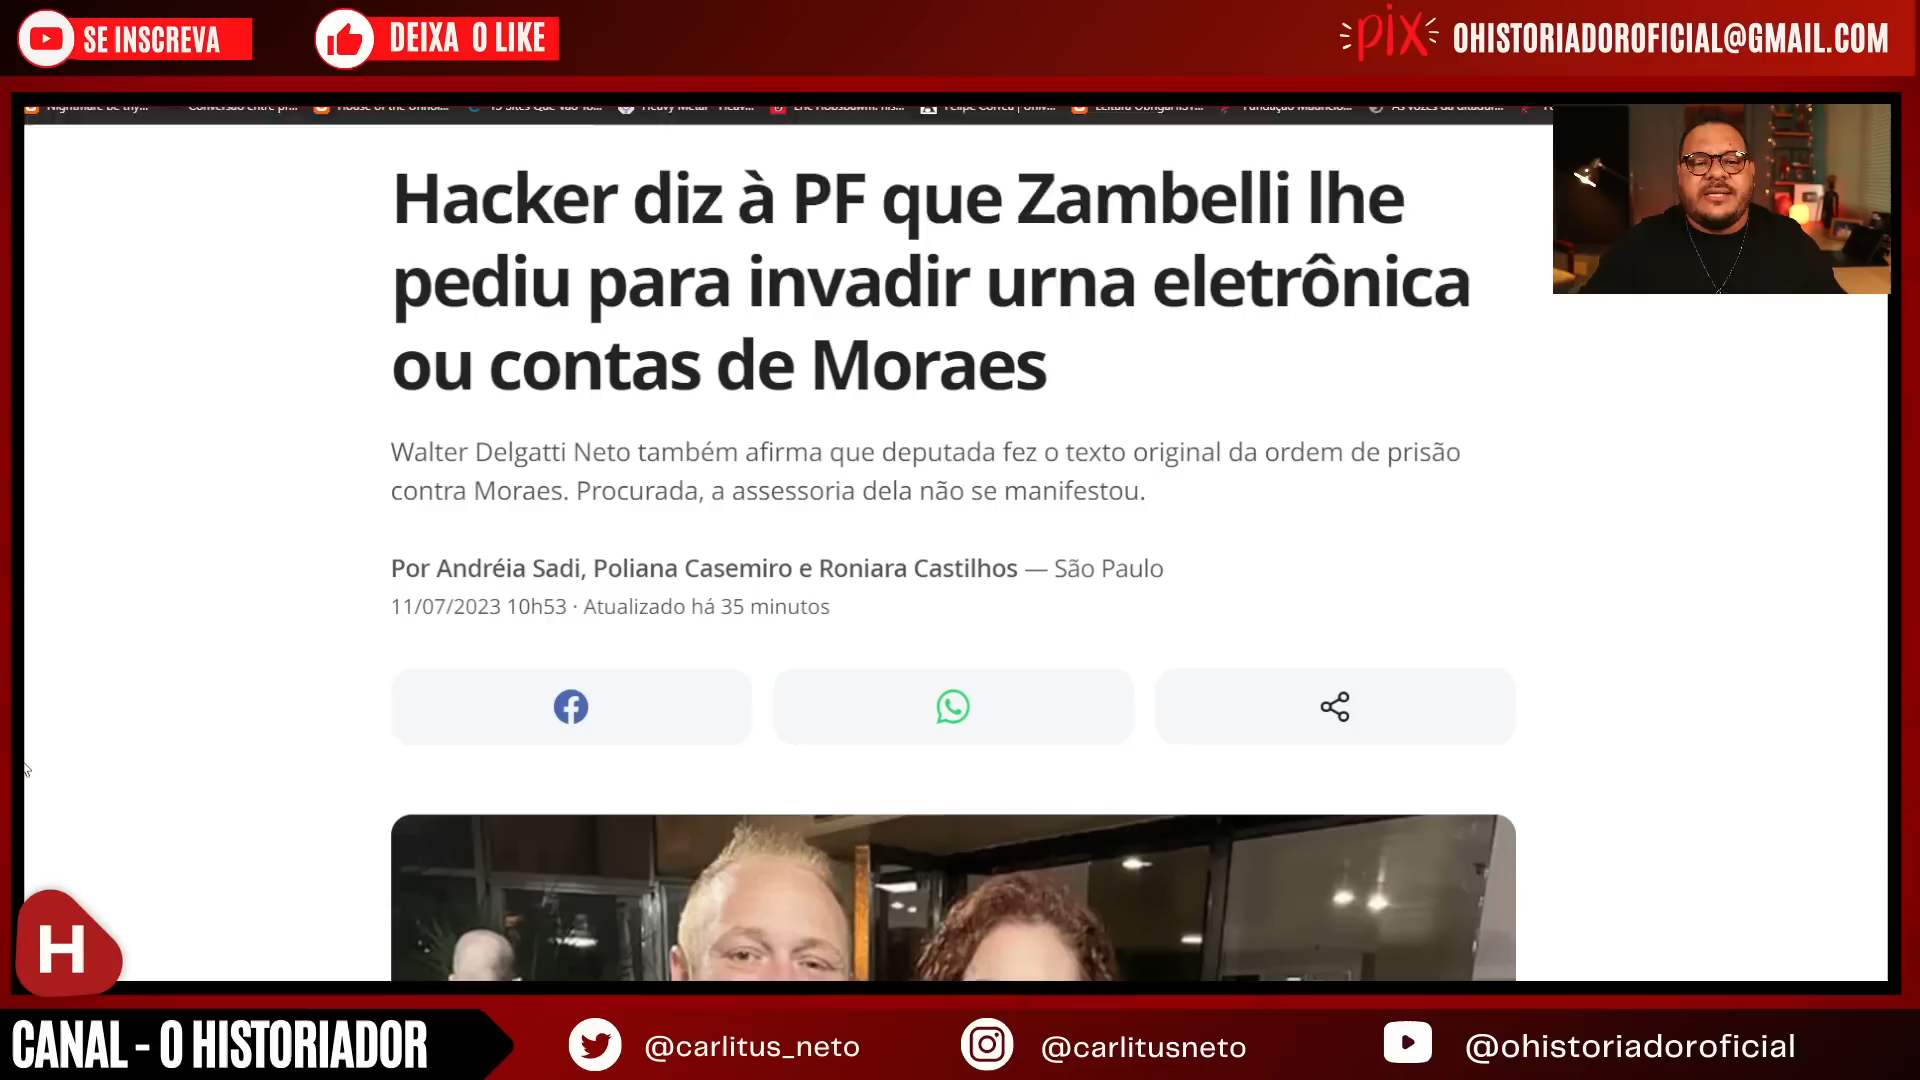 SE INSCREVA
DEIXA O LIKE
pix
OHISTORIADOROFICIAL@GMAIL.COM
Hacker diz à PF que Zambelli lhe
pediu para invadir urna eletrônica
ou contas de Moraes
Walter Delgatti Neto também afirma que deputada fez o texto original da ordem de prisão
contra Moraes. Procurada, a assessoria dela não se manifestou.
Por Andréia Sadi, Poliana Casemiro e Roniara Castilhos — São Paulo
11/07/2023 10h53 · Atualizado há 35 minutos
H
CANAL - O HISTORIADOR
@carlitus_neto
@carlitusneto
@ohistoriadoroficial